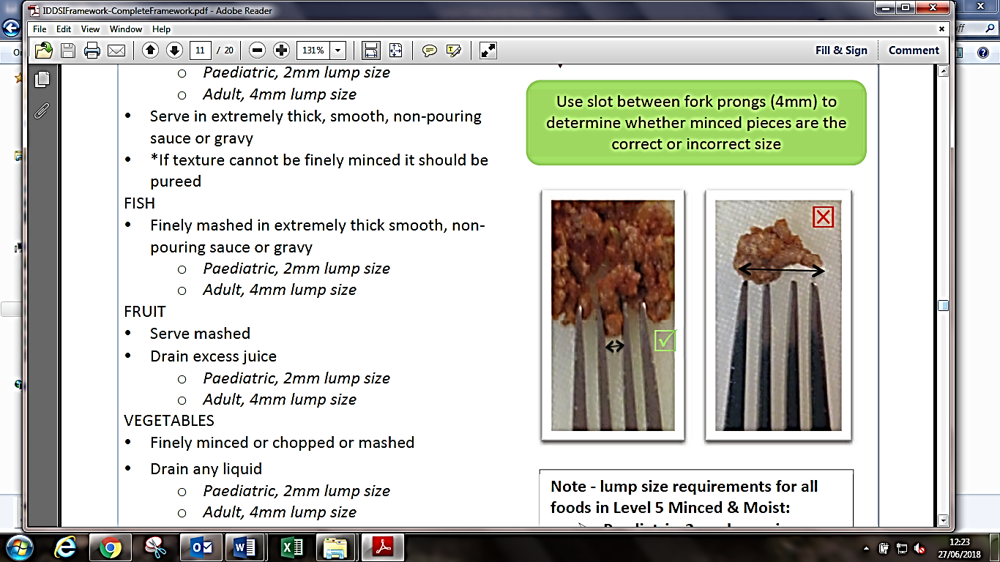 IDDSIFramework-CompleteFramework.pdf - Adobe Reader
File Edit View Window Help
11 / 20
131%
Fill & Sign
Comment
o Paediatric, 2mm lump size
o Adult, 4mm lump size
• Serve in extremely thick, smooth, non-pouring
sauce or gravy
• *If texture cannot be finely minced it should be
pureed
FISH
• Finely mashed in extremely thick smooth, non-
pouring sauce or gravy
o Paediatric, 2mm lump size
o Adult, 4mm lump size
FRUIT
• Serve mashed
• Drain excess juice
o Paediatric, 2mm lump size
o Adult, 4mm lump size
VEGETABLES
• Finely minced or chopped or mashed
• Drain any liquid
o Paediatric, 2mm lump size
o Adult, 4mm lump size
Use slot between fork prongs (4mm) to
determine whether minced pieces are the
correct or incorrect size
Note - lump size requirements for all
foods in Level 5 Minced & Moist:
12:23
27/06/2018